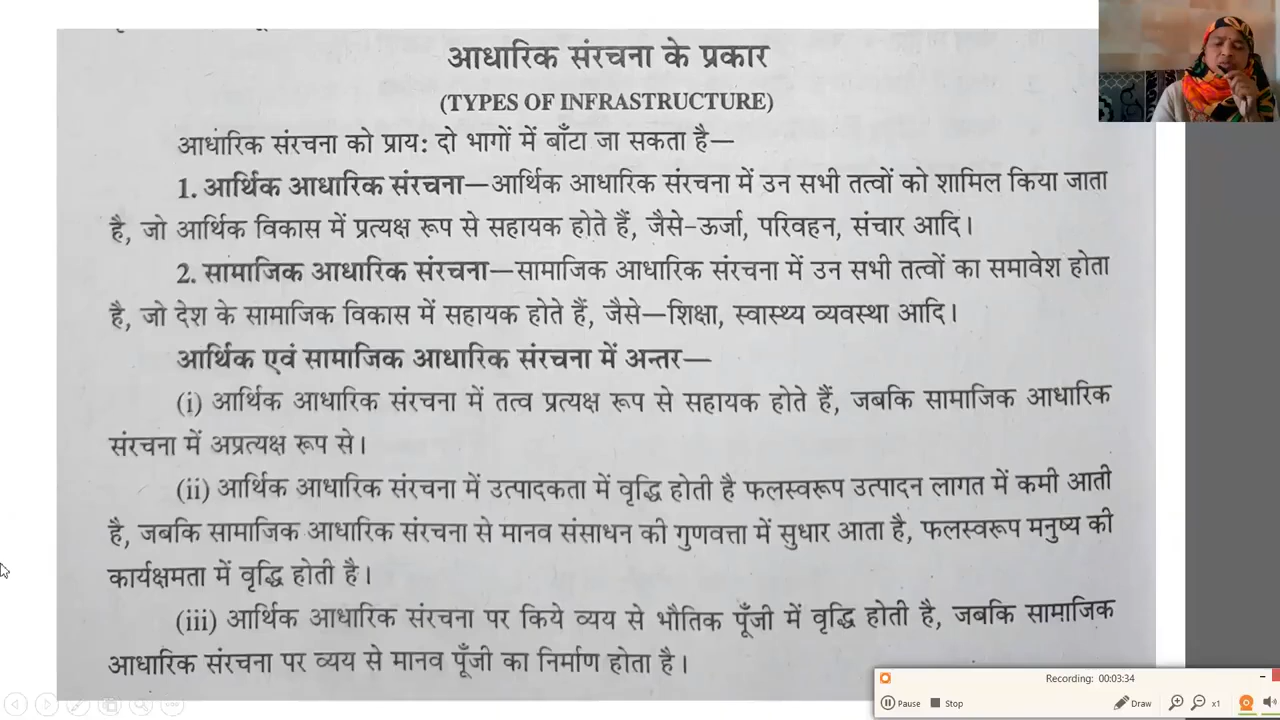 आधारिक संरचना के प्रकार
(TYPES OF INFRASTRUCTURE)
आधारिक संरचना को प्राय: दो भागों में बाँटा जा सकता है—
1. आर्थिक आधारिक संरचना—आर्थिक आधारिक संरचना में उन सभी तत्वों को शामिल किया जाता
है, जो आर्थिक विकास में प्रत्यक्ष रूप से सहायक होते हैं, जैसे-ऊर्जा, परिवहन, संचार आदि।
2. सामाजिक आधारिक संरचना—सामाजिक आधारिक संरचना में उन सभी तत्वों का समावेश होता
है, जो देश के सामाजिक विकास में सहायक होते हैं, जैसे—शिक्षा, स्वास्थ्य व्यवस्था आदि।
आर्थिक एवं सामाजिक आधारिक संरचना में अन्तर—
(i) आर्थिक आधारिक संरचना में तत्व प्रत्यक्ष रूप से सहायक होते हैं, जबकि सामाजिक आधारिक
संरचना में अप्रत्यक्ष रूप से।
(ii) आर्थिक आधारिक संरचना में उत्पादकता में वृद्धि होती है फलस्वरूप उत्पादन लागत में कमी आती
है, जबकि सामाजिक आधारिक संरचना से मानव संसाधन की गुणवत्ता में सुधार आता है, फलस्वरूप मनुष्य की
कार्यक्षमता में वृद्धि होती है।
(iii) आर्थिक आधारिक संरचना पर किये व्यय से भौतिक पूँजी में वृद्धि होती है, जबकि सामाजिक
आधारिक संरचना पर व्यय से मानव पूँजी का निर्माण होता है।
Recording: 00:03:34
Pause Stop Draw x1